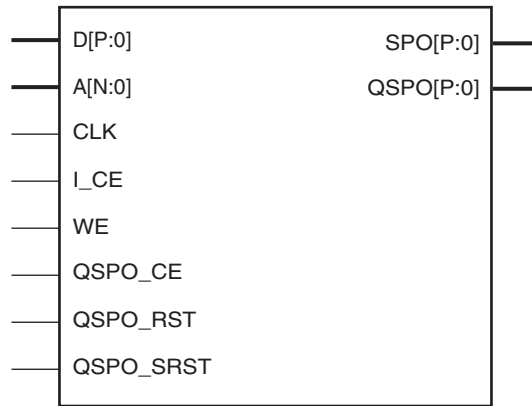 D[P:0]
SPO[P:0]
A[N:0]
QSPO[P:0]
CLK
I_CE
WE
QSPO_CE
QSPO_RST
QSPO_SRST